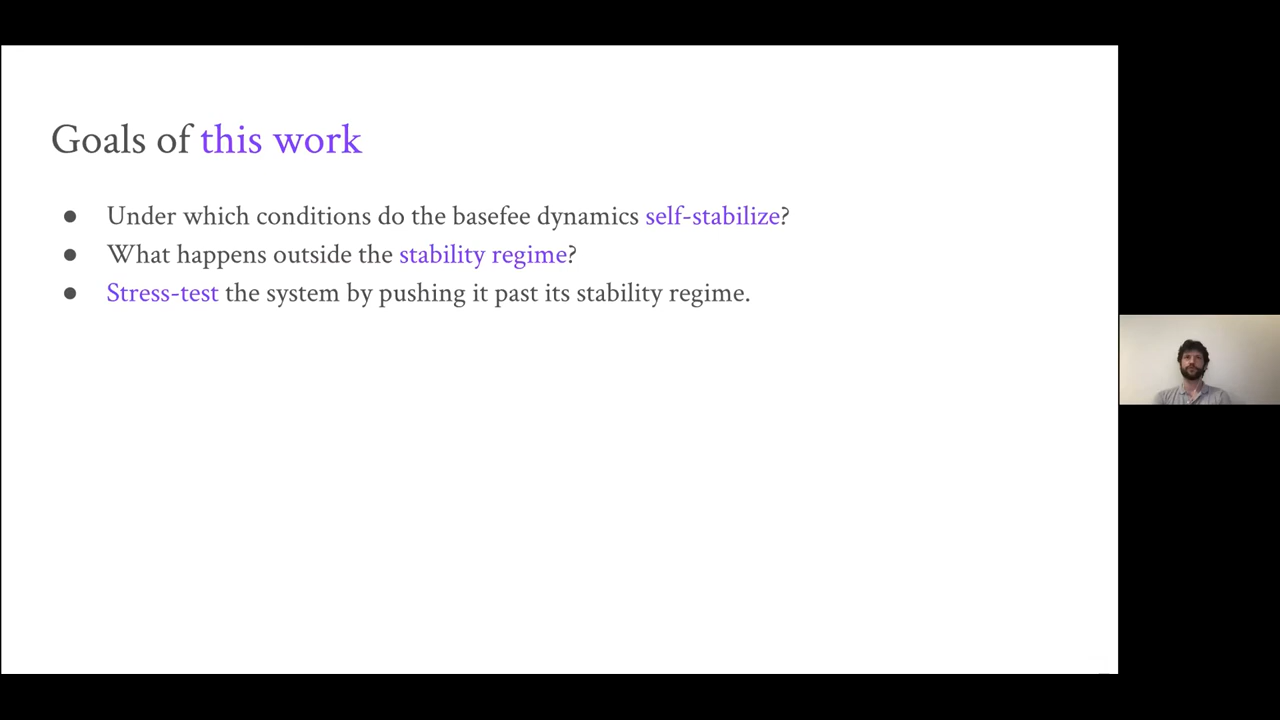 Goals of this work
● Under which conditions do the basefee dynamics self-stabilize?
● What happens outside the stability regime?
● Stress-test the system by pushing it past its stability regime.